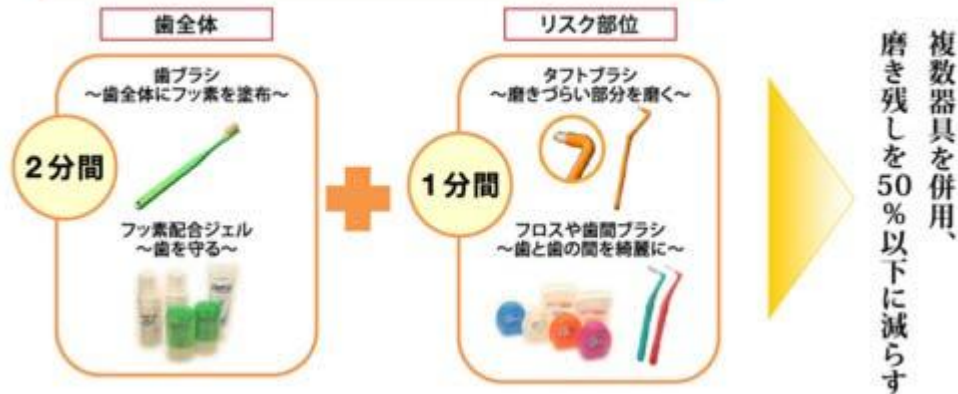 歯全体
歯ブラシ
～歯全体にフッ素を塗布～
2分間
フッ素配合ジェル
～歯を守る～
リスク部位
タフトブラシ
～磨きづらい部分を磨く～
1分間
フロスや歯間ブラシ
～歯と歯の間を綺麗に～
複数器具を併用、
磨き残しを50%以下に減らす